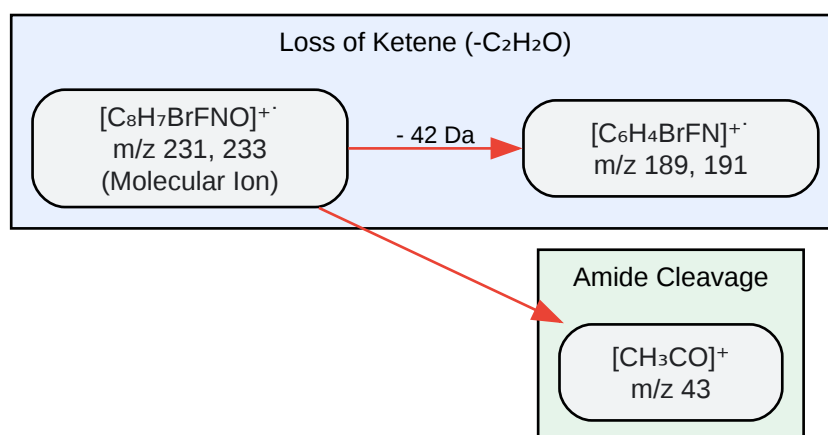 Loss of Ketene (-C₂H₂O)
[C₈H₇BrFNO]⁺˙
m/z 231, 233
(Molecular Ion)
- 42 Da
[C₆H₄BrFN]⁺˙
m/z 189, 191
Amide Cleavage
[CH₃CO]⁺
m/z 43